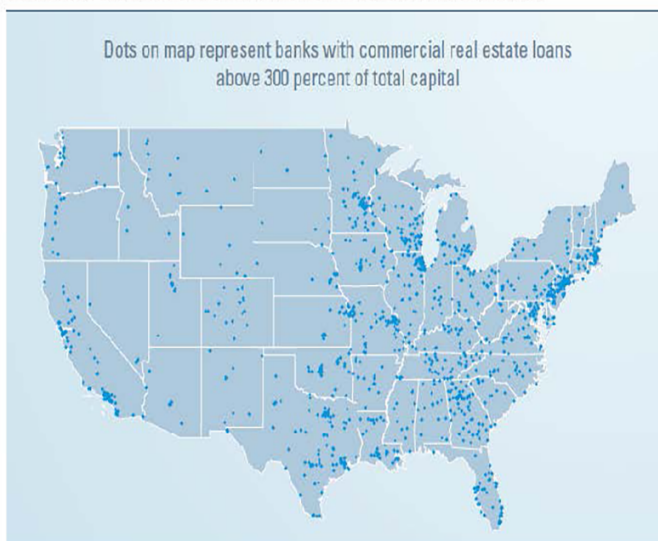 Dots on map represent banks with commercial real estate loans
above 300 percent of total capital